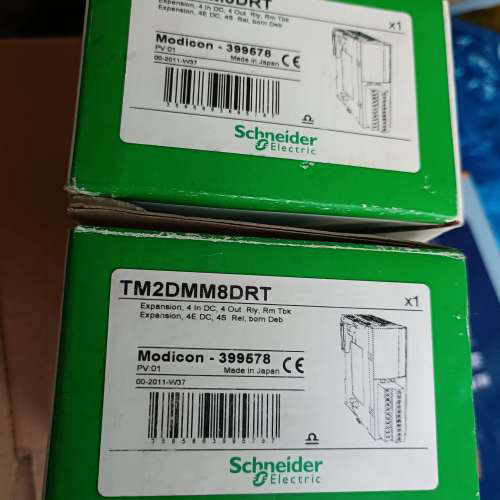 x1
Expansion, 4 In DC, 4 Out Rly, Rm Tbk
Expansion, 4E DC, 4S Rel, born Deb
Modicon - 399578
PV:01
Made in Japan
CE
00-2011-W37
Schneider
Electric
TM2DMM8DRT
x1
Expansion, 4 In DC, 4 Out Rly, Rm Tbk
Expansion, 4E DC, 4S Rel, born Deb
Modicon - 399578
PV:01
Made in Japan
CE
00-2011-W37
Schneider
Electric